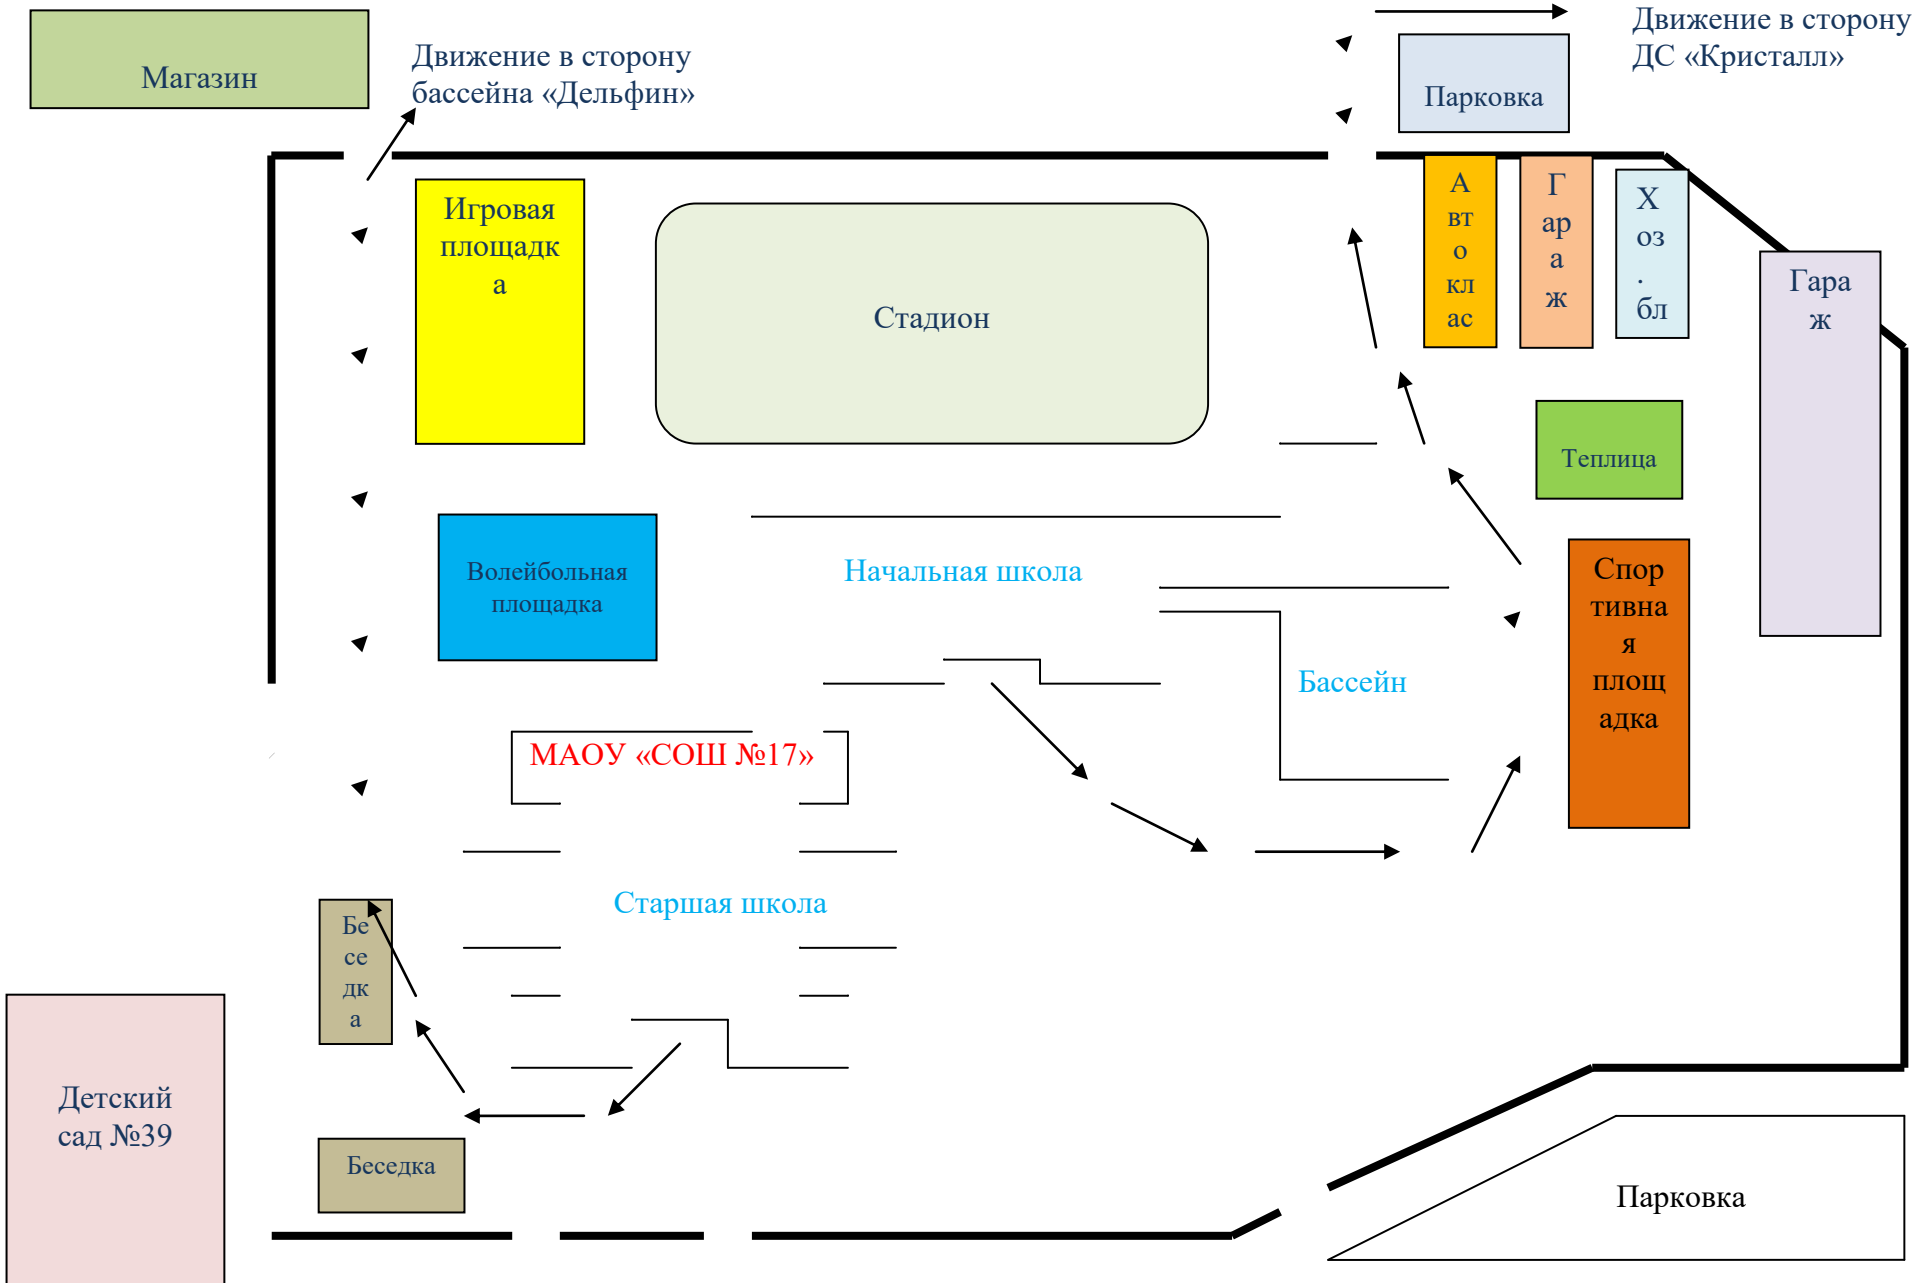 Магазин
Движение в сторону
бассейна «Дельфин»
Движение в сторону
ДС «Кристалл»
Парковка
Игровая
площадк
а
Стадион
А
вт
о
кл
ас
Г
ар
а
ж
Х
оз
.
бл
Гара
ж
Теплица
Волейбольная
площадка
Начальная школа
Спор
тивна
я
площ
адка
Бассейн
МАОУ «СОШ №17»
Старшая школа
Бе
се
дк
а
Детский
сад №39
Беседка
Парковка